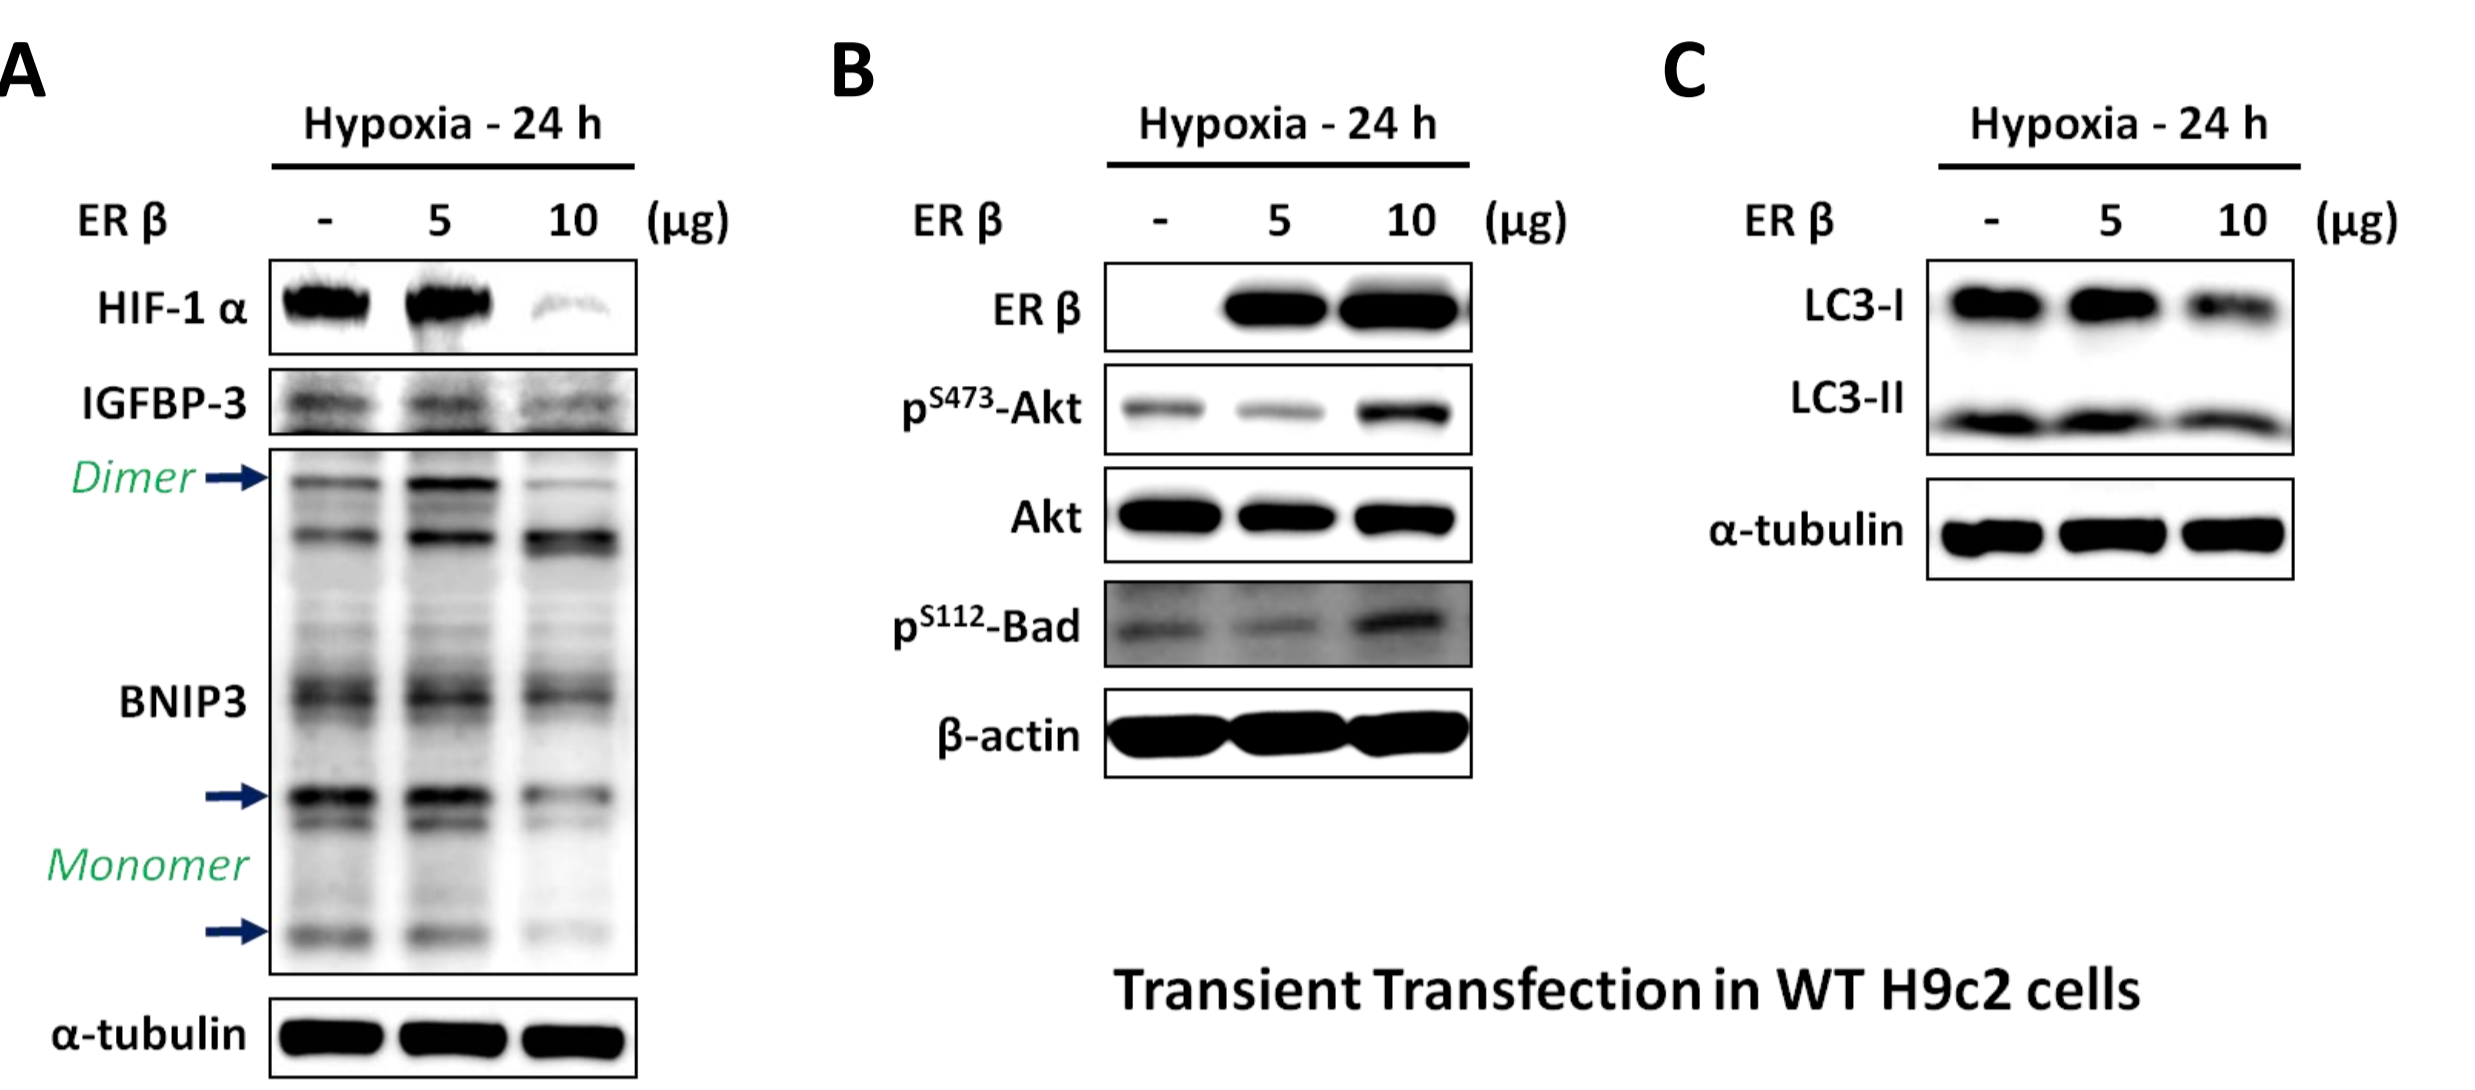 A
Hypoxia - 24 h
ER β - 5 10 (µg)
HIF-1 α
IGFBP-3
Dimer
BNIP3
Monomer
α-tubulin
B
Hypoxia - 24 h
ER β - 5 10 (µg)
ER β
pS473-Akt
Akt
pS112-Bad
β-actin
C
Hypoxia - 24 h
ER β - 5 10 (µg)
LC3-I
LC3-II
α-tubulin
Transient Transfection in WT H9c2 cells